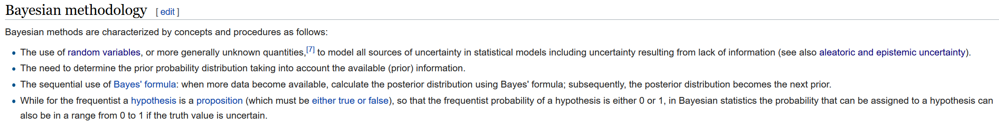 Bayesian methodology [ edit ]
Bayesian methods are characterized by concepts and procedures as follows:
• The use of random variables, or more generally unknown quantities,[7] to model all sources of uncertainty in statistical models including uncertainty resulting from lack of information (see also aleatoric and epistemic uncertainty).
• The need to determine the prior probability distribution taking into account the available (prior) information.
• The sequential use of Bayes' formula: when more data become available, calculate the posterior distribution using Bayes' formula; subsequently, the posterior distribution becomes the next prior.
• While for the frequentist a hypothesis is a proposition (which must be either true or false), so that the frequentist probability of a hypothesis is either 0 or 1, in Bayesian statistics the probability that can be assigned to a hypothesis can
also be in a range from 0 to 1 if the truth value is uncertain.